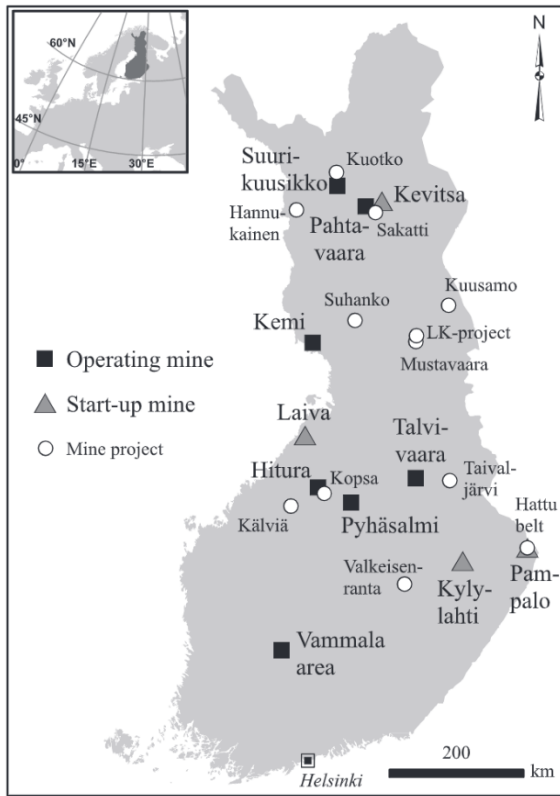 60°N
45°N
0°
15°E
30°E
N
Suuri-
kuusikko
Kuotko
Kevitsa
Hannu-
kainen
Pahta-
vaara
Sakatti
Kuusamo
Suhanko
Kemi
LK-project
Mustavaara
Operating mine
Start-up mine
Mine project
Laiva
Talvi-
vaara
Hitura
Kopsa
Taival-
järvi
Kälviä
Pyhäsalmi
Hattu
belt
Valkeisen-
ranta
Kyly-
lahti
Pam-
palo
Vammala
area
200
km
Helsinki